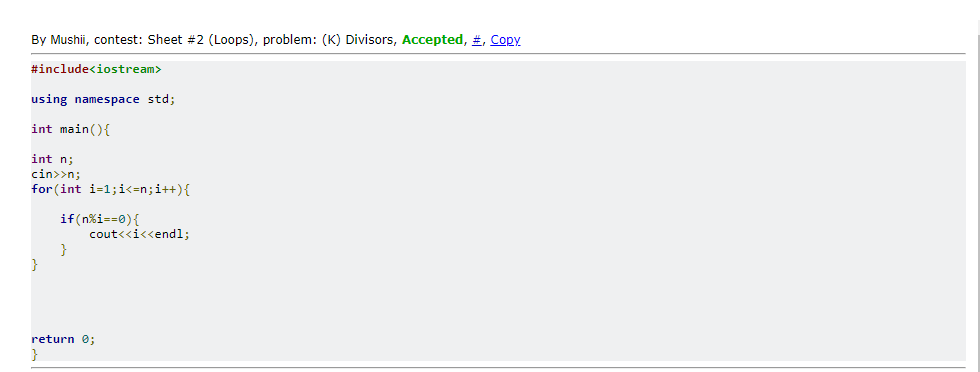 By Mushii, contest: Sheet #2 (Loops), problem: (K) Divisors, Accepted, #, Copy
#include<iostream>
using namespace std;
int main(){
int n;
cin>>n;
for(int i=1;i<=n;i++){
if(n%i==0){
cout<<i<<endl;
}
}
return 0;
}